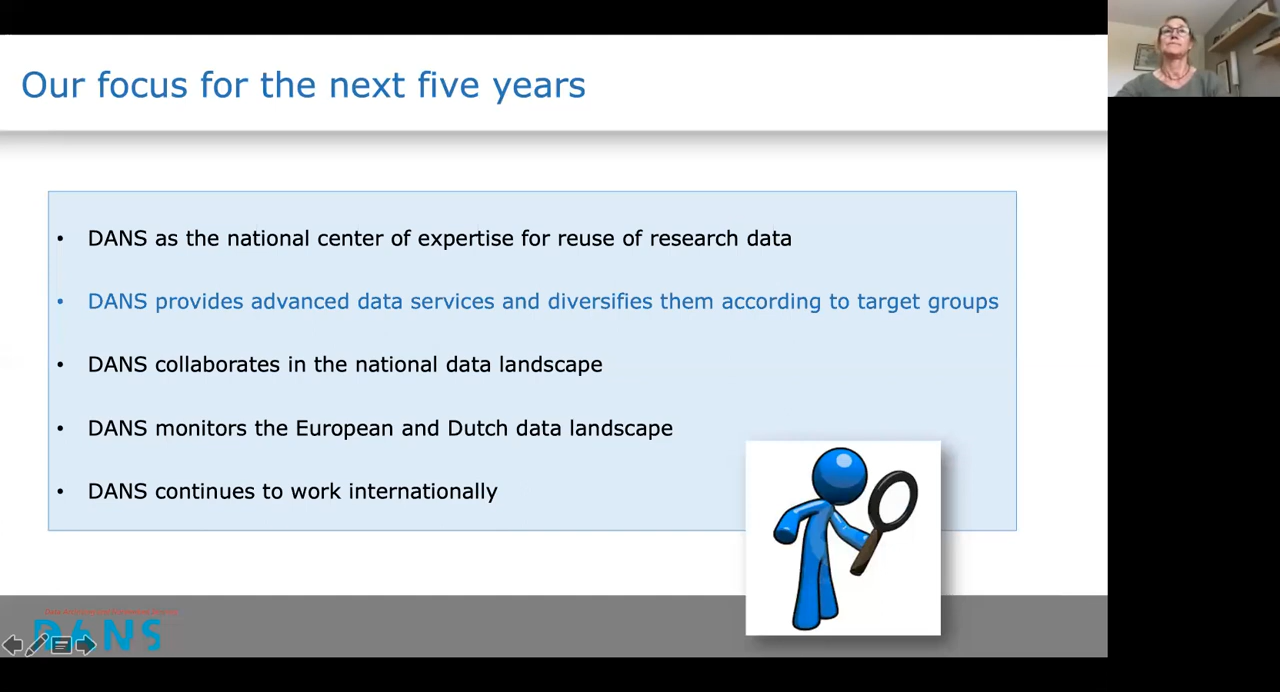 Our focus for the next five years
• DANS as the national center of expertise for reuse of research data
• DANS provides advanced data services and diversifies them according to target groups
• DANS collaborates in the national data landscape
• DANS monitors the European and Dutch data landscape
• DANS continues to work internationally
DANS